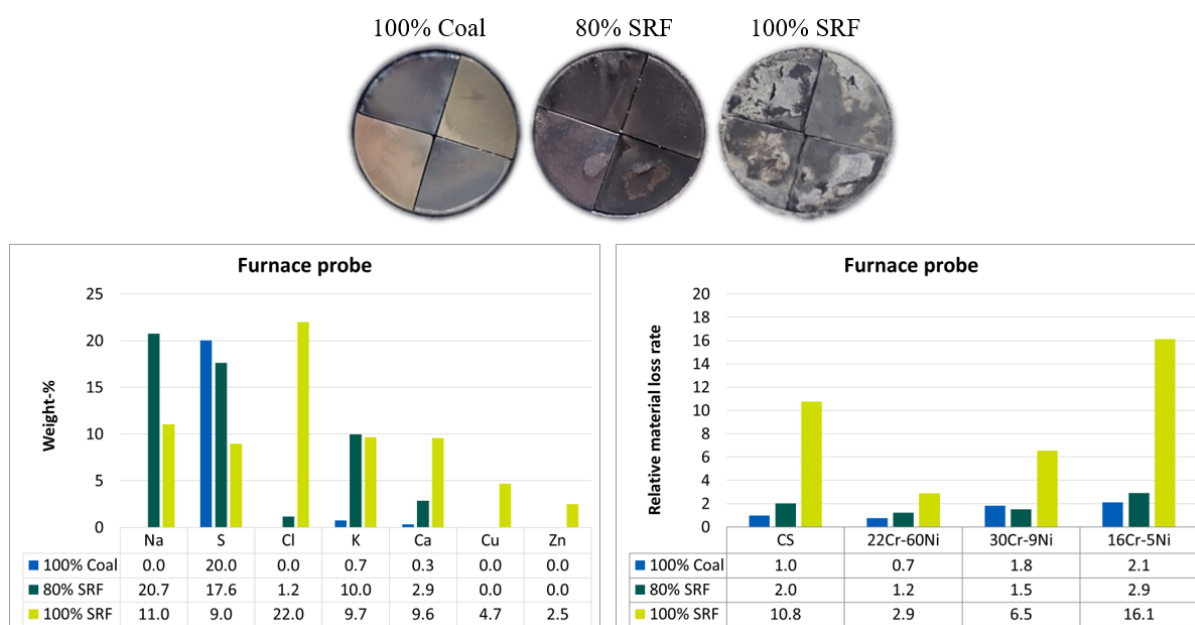 100% Coal 80% SRF 100% SRF
Furnace probe
Weight-%
25
20
15
10
5
0
Na S Cl K Ca Cu Zn
100% Coal 0.0 20.0 0.0 0.7 0.3 0.0 0.0
80% SRF 20.7 17.6 1.2 10.0 2.9 0.0 0.0
100% SRF 11.0 9.0 22.0 9.7 9.6 4.7 2.5
Furnace probe
Relative material loss rate
20
18
16
14
12
10
8
6
4
2
0
CS 22Cr-60Ni 30Cr-9Ni 16Cr-5Ni
100% Coal 1.0 0.7 1.8 2.1
80% SRF 2.0 1.2 1.5 2.9
100% SRF 10.8 2.9 6.5 16.1